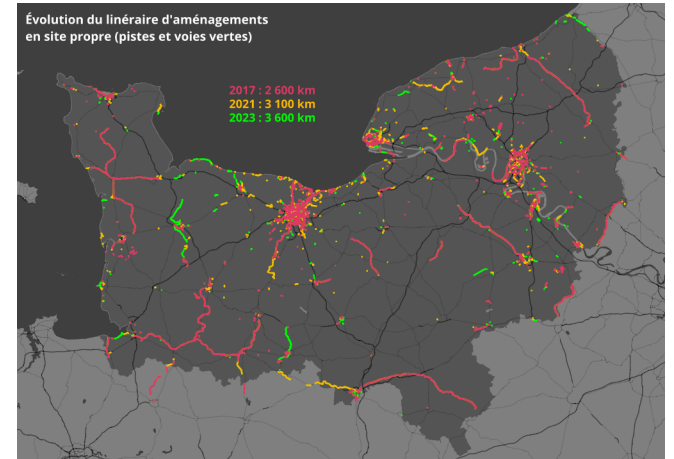 Évolution du linéraire d'aménagements
en site propre (pistes et voies vertes)
2017 : 2 600 km
2021 : 3 100 km
2023 : 3 600 km